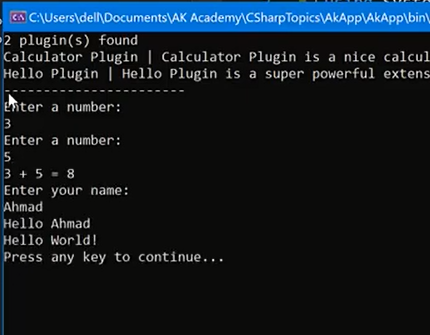 C:\Users\dell\Documents\AK Academy\CSharpTopics\AkApp\AkApp\bin\
2 plugin(s) found
Calculator Plugin | Calculator Plugin is a nice calcul
Hello Plugin | Hello Plugin is a super powerful extens
----------------------
Enter a number:
3
Enter a number:
5
3 + 5 = 8
Enter your name:
Ahmad
Hello Ahmad
Hello World!
Press any key to continue...